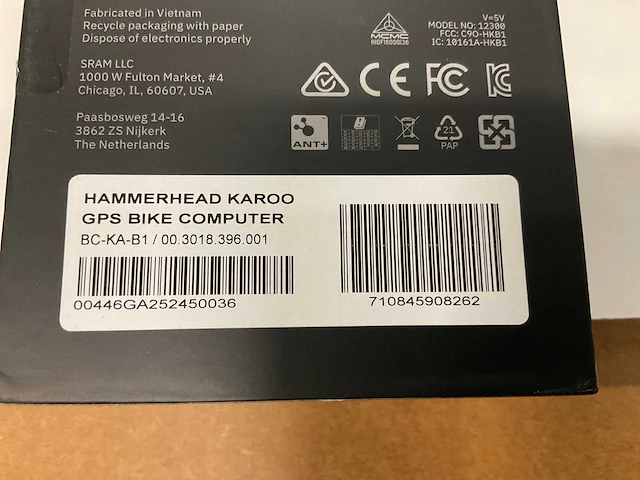 Fabricated in Vietnam
Recycle packaging with paper
Dispose of electronics properly
SRAM LLC
1000 W Fulton Market, #4
Chicago, IL, 60607, USA
Paasbosweg 14-16
3862 ZS Nijkerk
The Netherlands
MCMC
HIDF16000136
V=5V
MODEL NO: 12300
FCC: C9O-HKB1
IC: 10161A-HKB1
CE FC
ANT+
21
PAP
HAMMERHEAD KAROO
GPS BIKE COMPUTER
BC-KA-B1 / 00.3018.396.001
00446GA252450036
710845908262